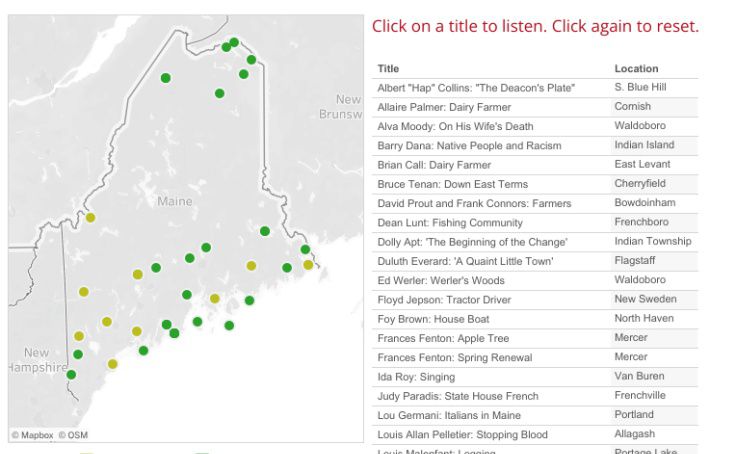 Click on a title to listen. Click again to reset.
Title Location
Albert "Hap" Collins: "The Deacon's Plate" S. Blue Hill
Allaire Palmer: Dairy Farmer Cornish
Alva Moody: On His Wife's Death Waldoboro
Barry Dana: Native People and Racism Indian Island
Brian Call: Dairy Farmer East Levant
Bruce Tenan: Down East Terms Cherryfield
David Prout and Frank Connors: Farmers Bowdoinham
Dean Lunt: Fishing Community Frenchboro
Dolly Apt: 'The Beginning of the Change' Indian Township
Duluth Everard: 'A Quaint Little Town' Flagstaff
Ed Werler: Werler's Woods Waldoboro
Floyd Jepson: Tractor Driver New Sweden
Foy Brown: House Boat North Haven
Frances Fenton: Apple Tree Mercer
Frances Fenton: Spring Renewal Mercer
Ida Roy: Singing Van Buren
Judy Paradis: State House French Frenchville
Lou Germani: Italians in Maine Portland
Louis Allan Pelletier: Stopping Blood Allagash
Louis Malenfant: Logging Portage Lake
New
Brunsw
Maine
New
Hampshire
© Mapbox © OSM